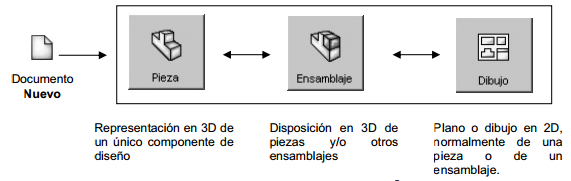 Pieza
Ensamblaje
Dibujo
Documento
Nuevo
Representación en 3D de
un único componente de
diseño
Disposición en 3D de
piezas y/o otros
ensamblajes
Plano o dibujo en 2D,
normalmente de una
pieza o de un
ensamblaje.